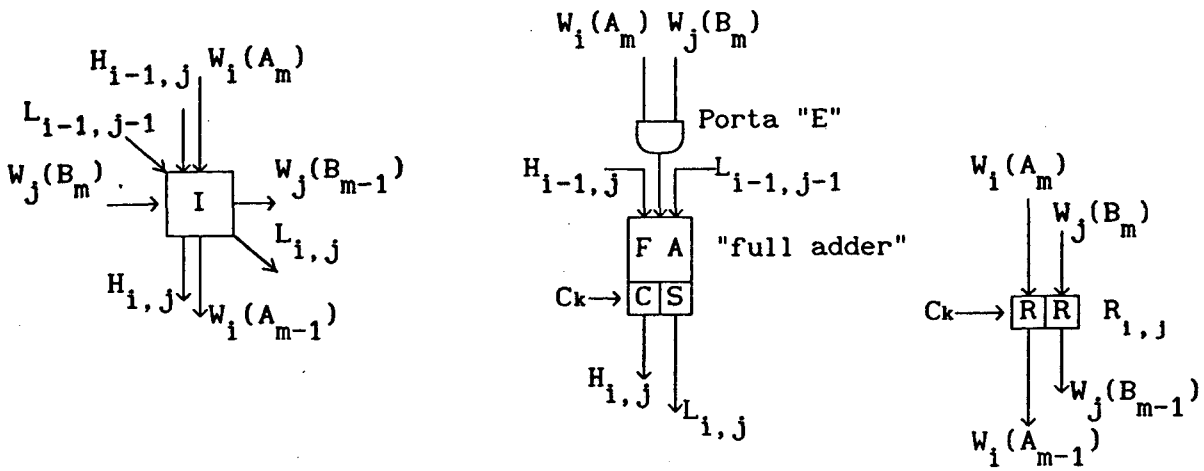 H_{i-1,j} W_i(A_m)
L_{i-1,j-1}
W_j(B_m)
I
W_j(B_{m-1})
L_{i,j}
H_{i,j}
W_i(A_{m-1})
W_i(A_m) W_j(B_m)
Porta "E"
H_{i-1,j}
L_{i-1,j-1}
F A
"full adder"
Ck
C S
H_{i,j}
L_{i,j}
W_i(A_m)
W_j(B_m)
Ck
R R
R_{i,j}
W_j(B_{m-1})
W_i(A_{m-1})